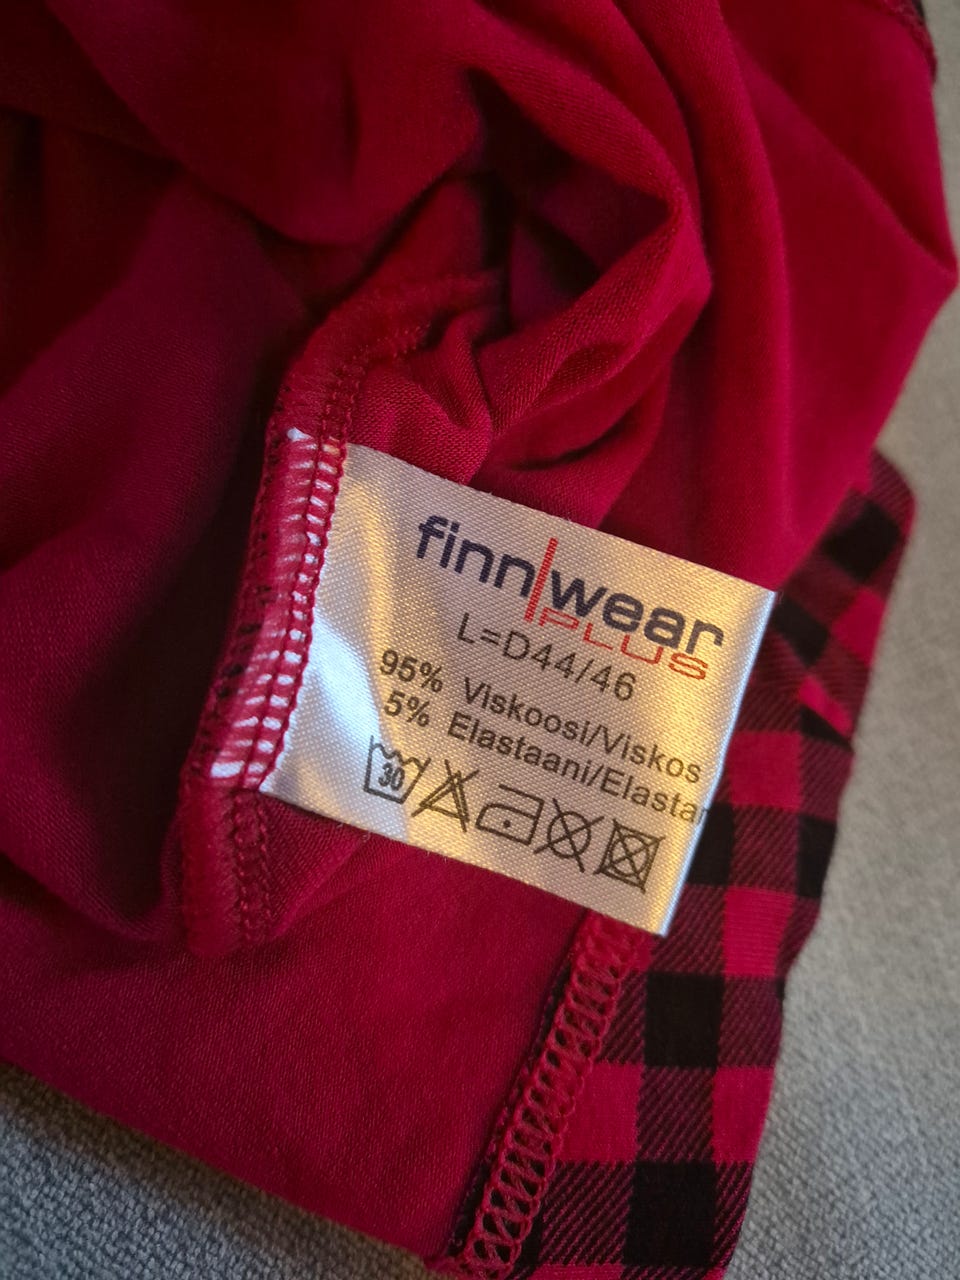 finn|wear
PLUS
L=D44/46
95% Viskoosi/Viskos
5% Elastaani/Elastan
30